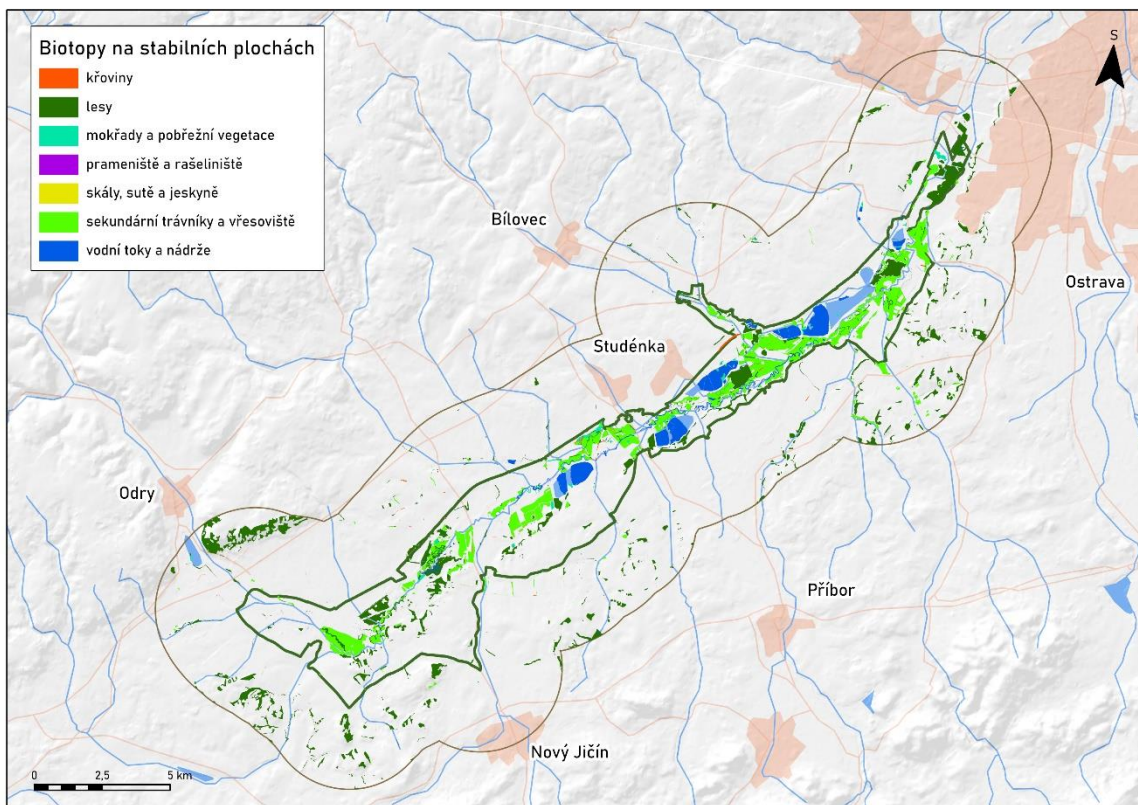 Biotopy na stabilních plochách
křoviny
lesy
mokřady a pobřežní vegetace
prameniště a rašeliniště
skály, sutě a jeskyně
sekundární trávníky a vřesoviště
vodní toky a nádrže
S
Bílovec
Ostrava
Studénka
Odry
Příbor
Nový Jičín
0 2,5 5 km